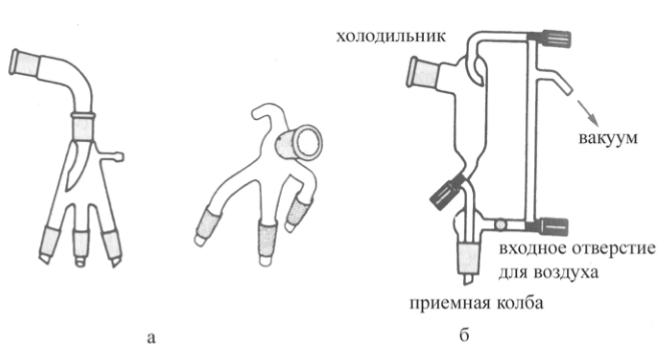 холодильник
вакуум
входное отверстие
для воздуха
приемная колба
а
б